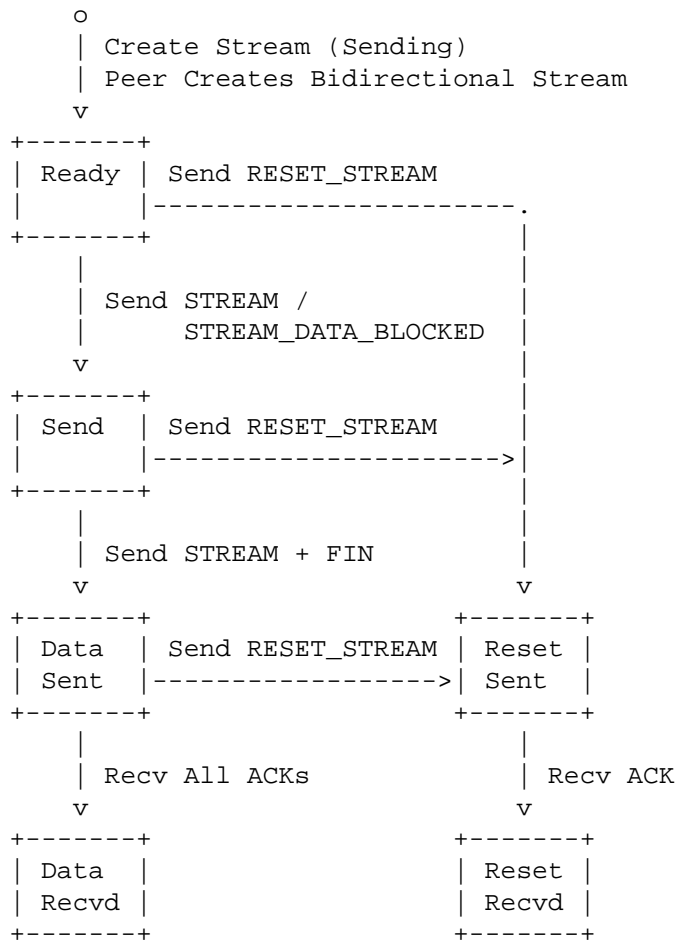 o
Create Stream (Sending)
Peer Creates Bidirectional Stream
v
Ready Send RESET_STREAM
Send STREAM /
STREAM_DATA_BLOCKED
v
Send Send RESET_STREAM
Send STREAM + FIN
v v
Data Send RESET_STREAM Reset
Sent Sent
Recv All ACKs Recv ACK
v v
Data Reset
Recvd Recvd